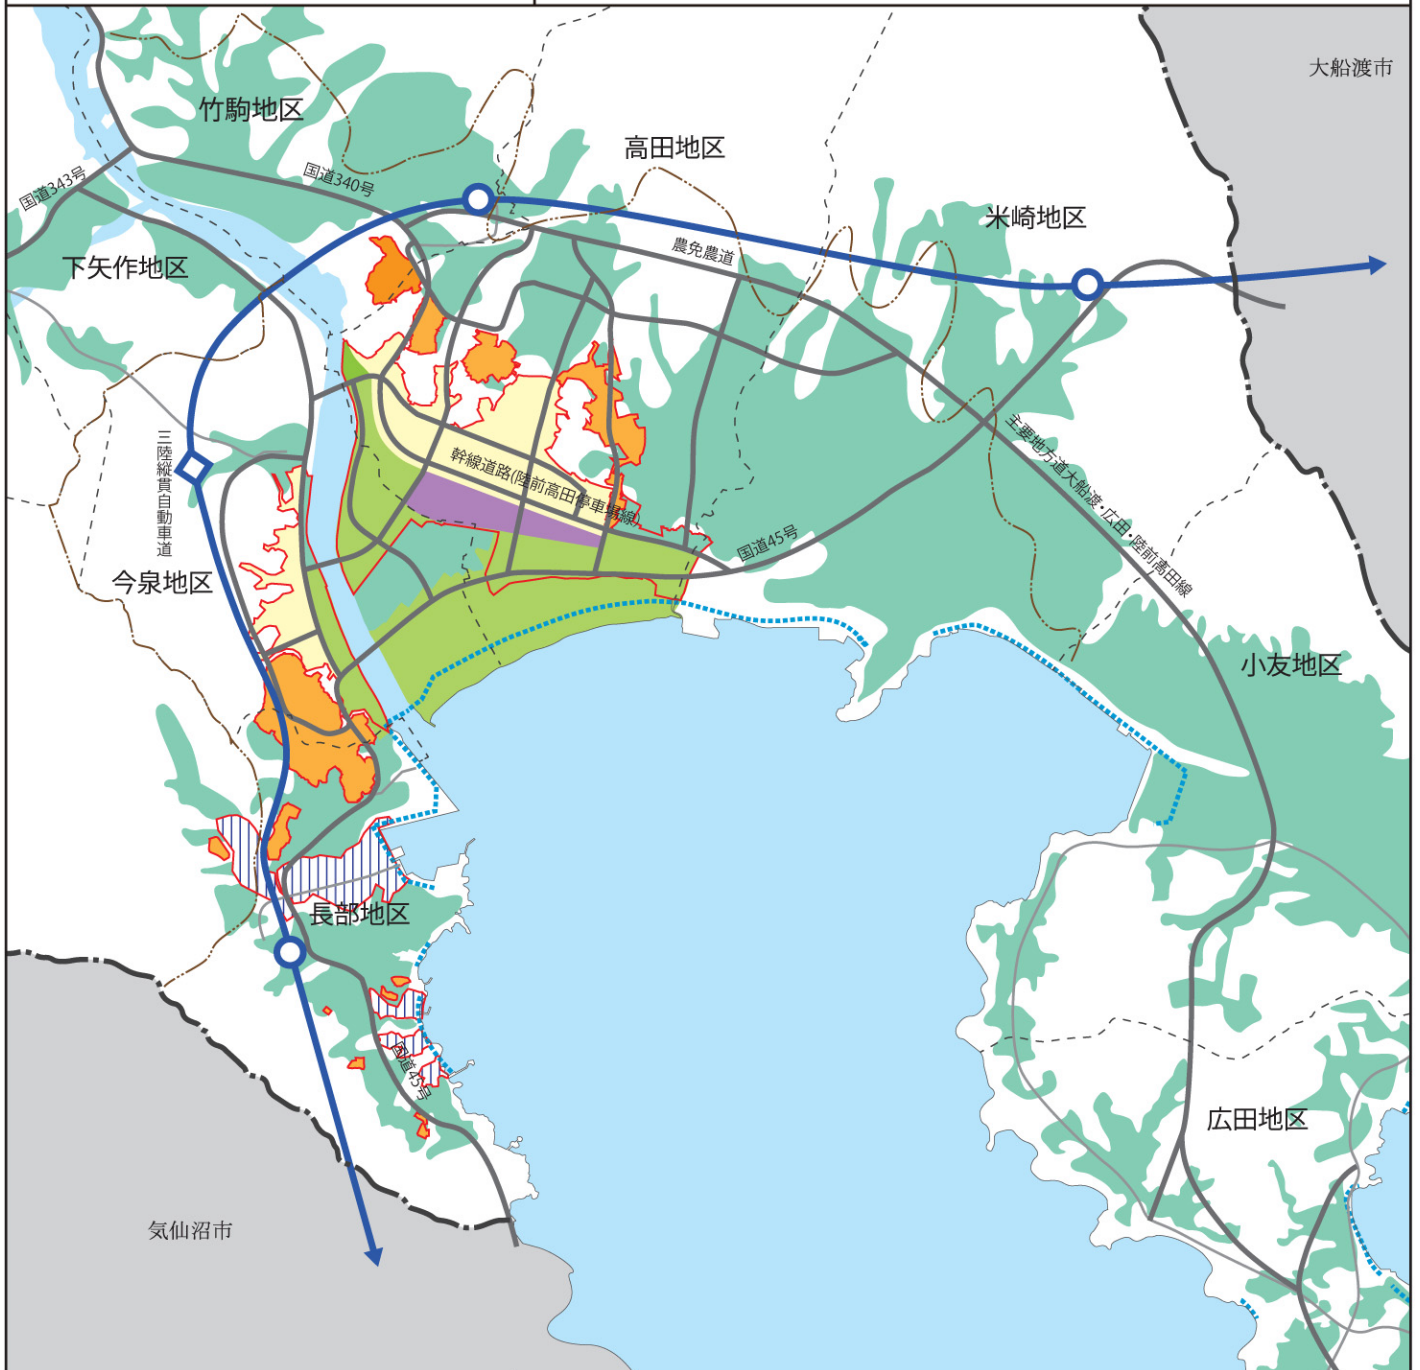 大船渡市
竹駒地区
高田地区
国道343号
国道340号
米崎地区
農免農道
下矢作地区
三陸縦貫自動車道
幹線道路(陸前高田停車場線)
主要地方道大船渡・広田・陸前高田線
国道45号
今泉地区
小友地区
長部地区
国道45号
広田地区
気仙沼市